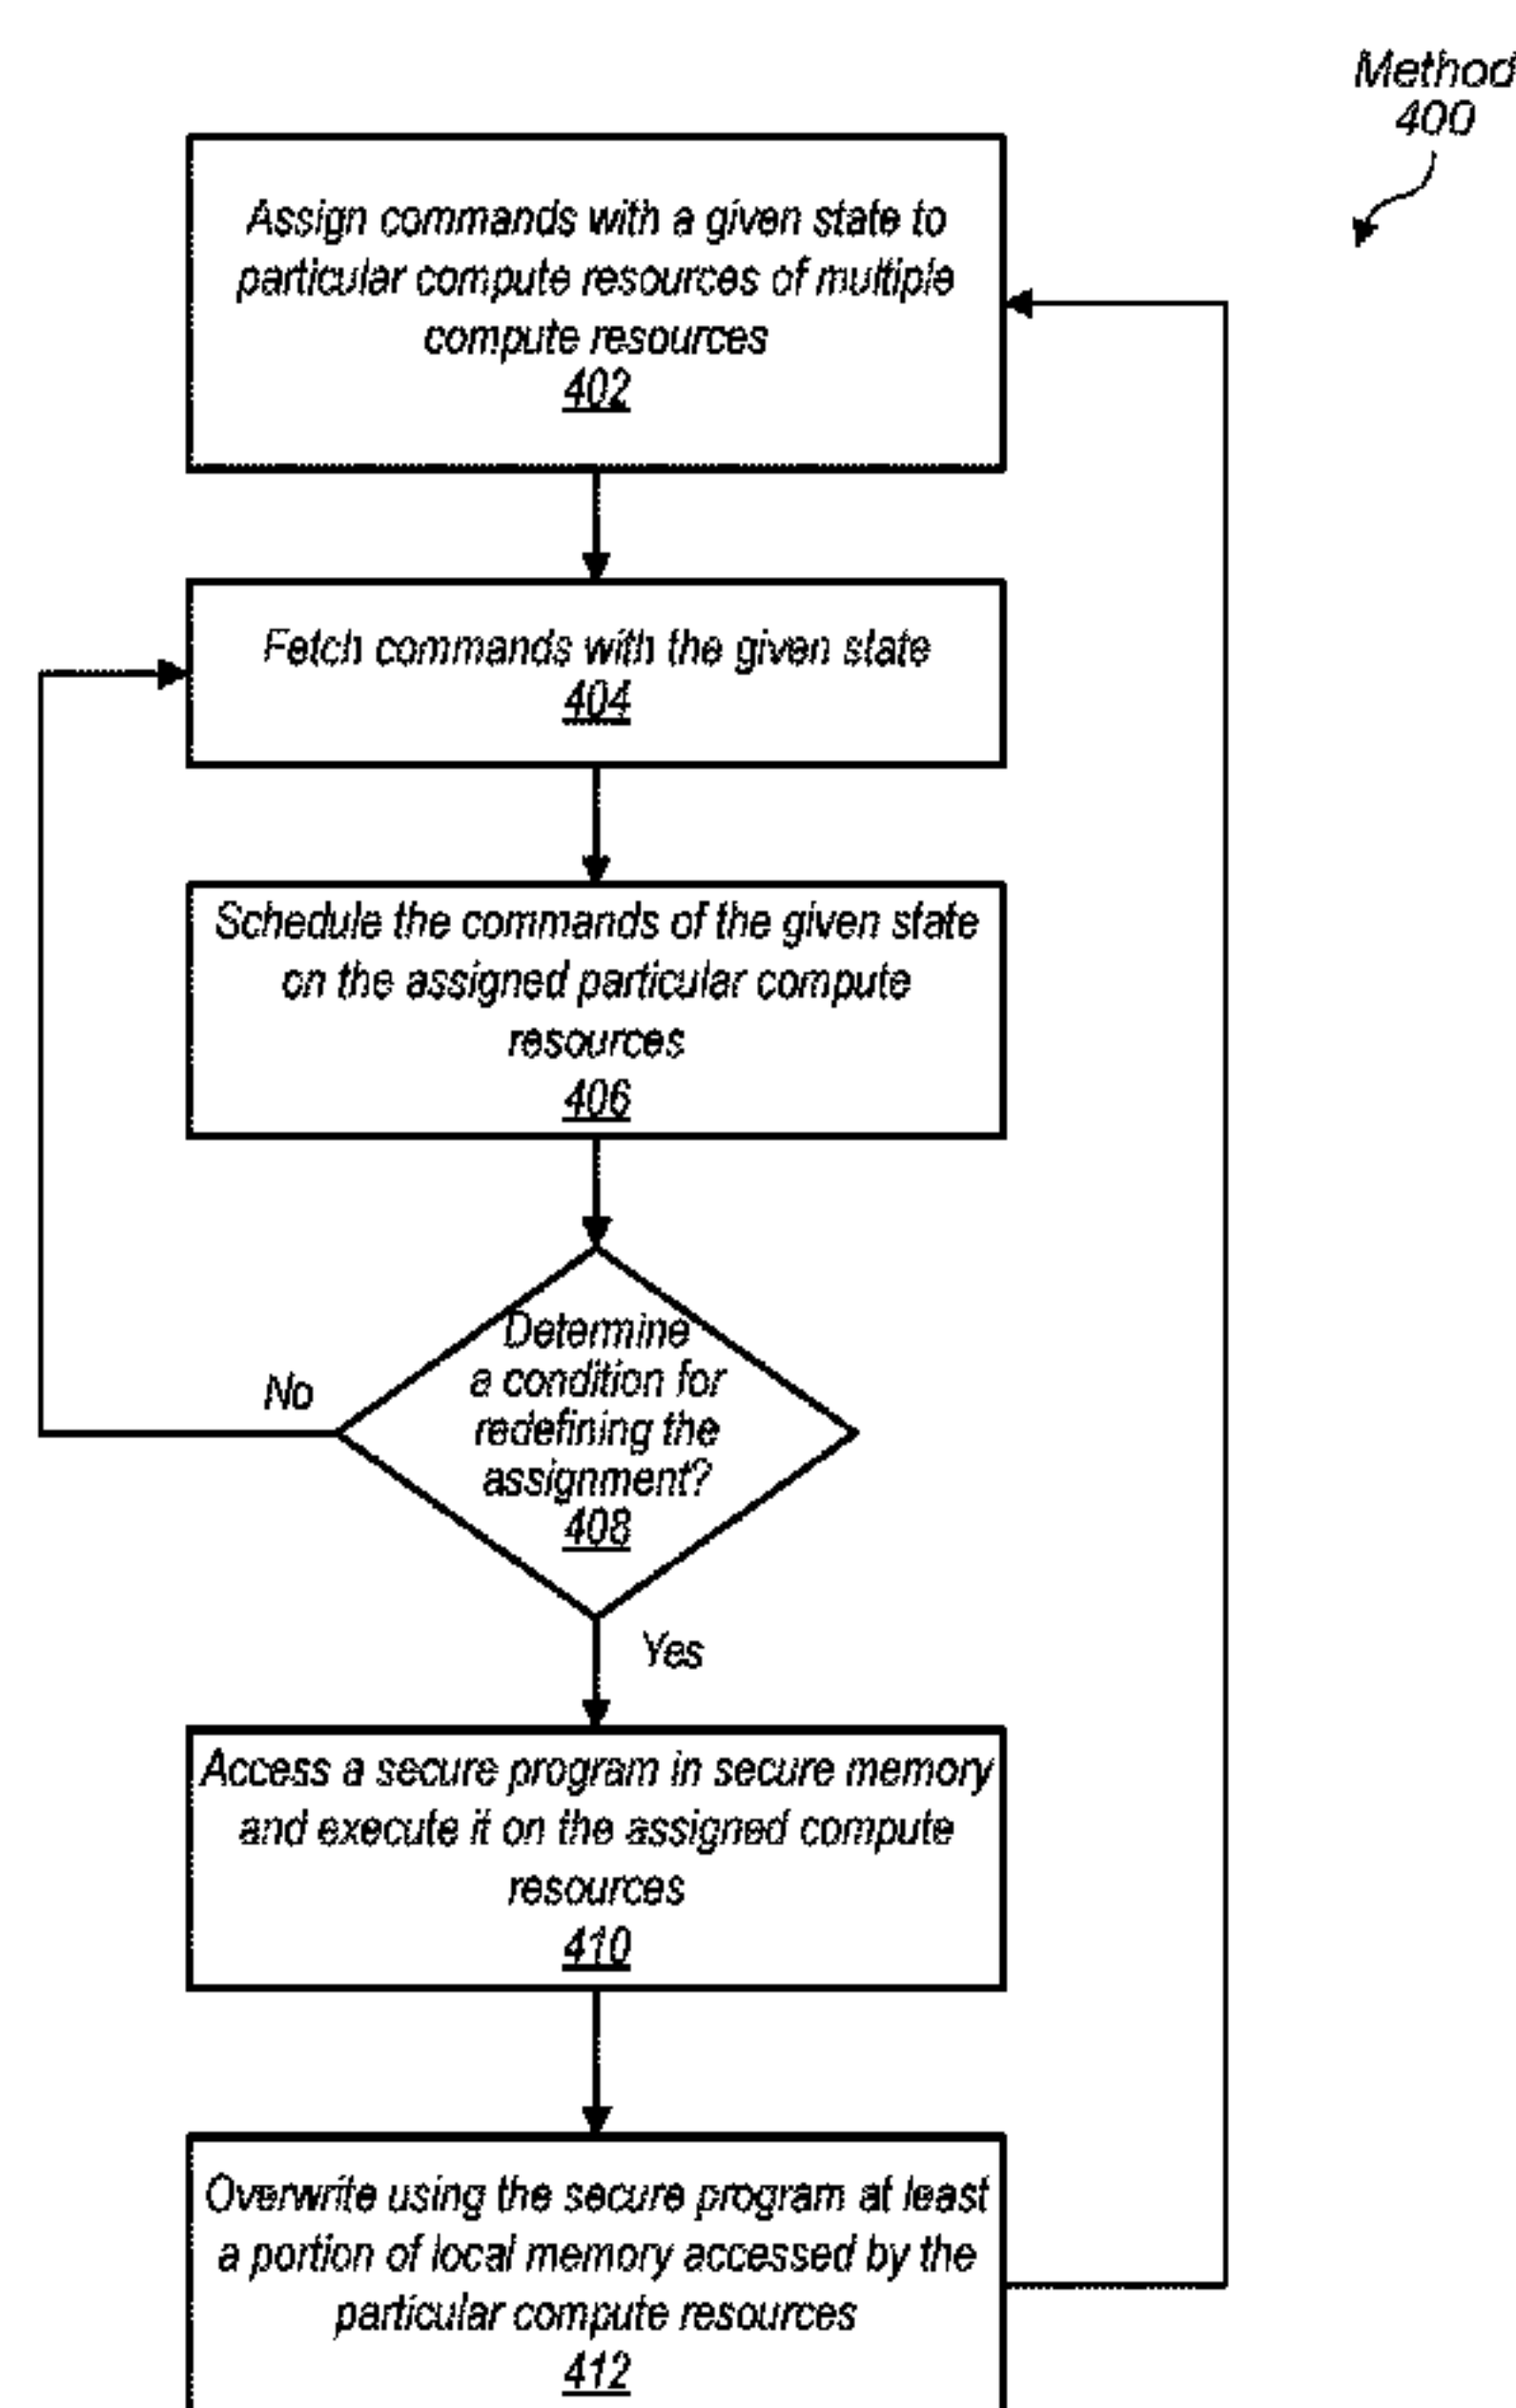 Method
400
Assign commands with a given state to
particular compute resources of multiple
compute resources
402
Fetch commands with the given state
404
Schedule the commands of the given state
on the assigned particular compute
resources
406
Determine
a condition for
redefining the
assignment?
408
No
Yes
Access a secure program in secure memory
and execute it on the assigned compute
resources
410
Overwrite using the secure program at least
a portion of local memory accessed by the
particular compute resources
412